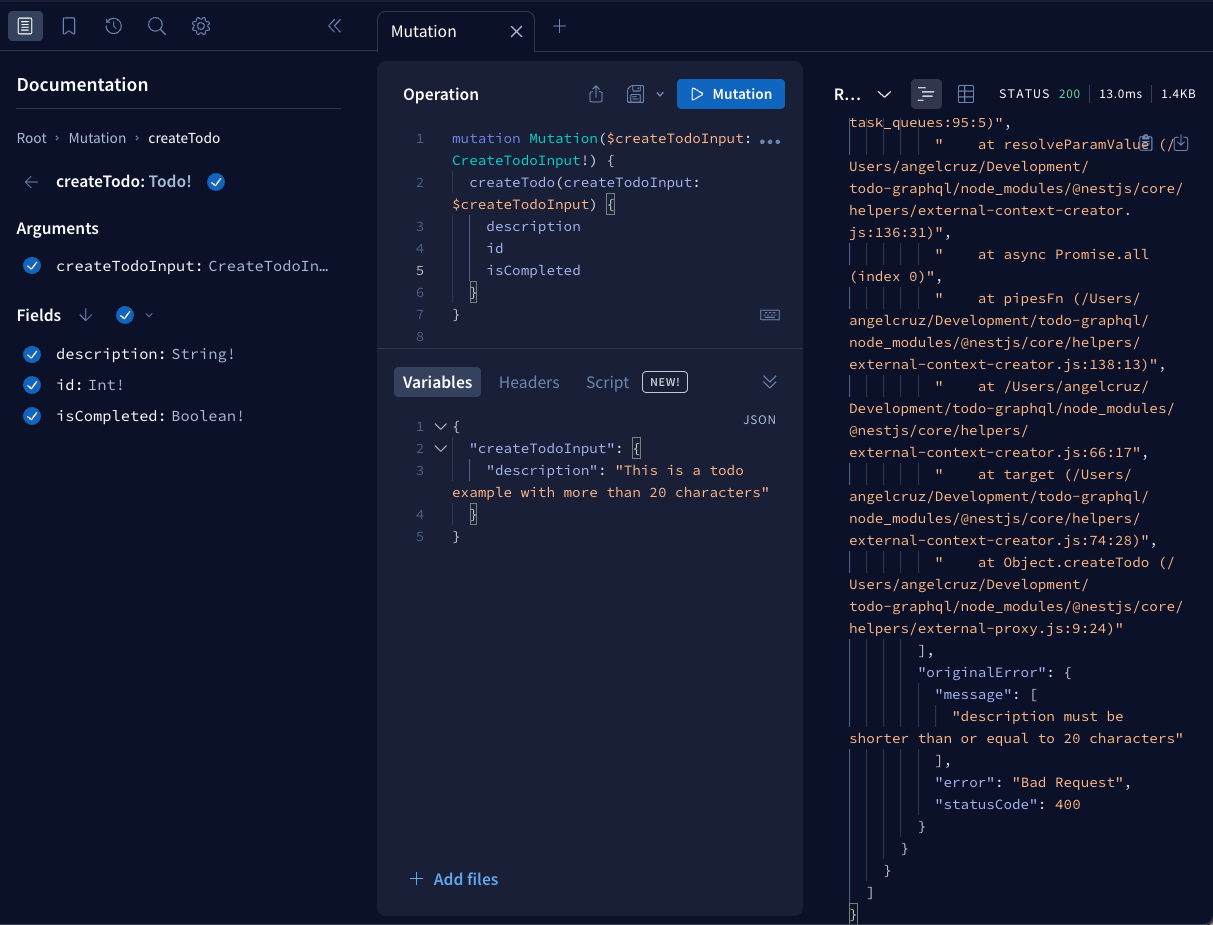 Documentation
Root › Mutation › createTodo
createTodo: Todo!
Arguments
createTodoInput: CreateTodoIn…
Fields
description: String!
id: Int!
isCompleted: Boolean!
Mutation
Operation
Mutation
1 mutation Mutation($createTodoInput:
CreateTodoInput!) {
2 createTodo(createTodoInput:
$createTodoInput) {
3 description
4 id
5 isCompleted
6 }
7 }
8
Variables Headers Script NEW!
JSON
1 {
2 "createTodoInput": {
3 "description": "This is a todo
example with more than 20 characters"
4 }
5 }
+ Add files
R... STATUS 200 13.0ms 1.4KB
task_queues:95:5)",
" at resolveParamValue (/
Users/angelcruz/Development/
todo-graphql/node_modules/@nestjs/core/
helpers/external-context-creator.
js:136:31)",
" at async Promise.all
(index 0)",
" at pipesFn (/Users/
angelcruz/Development/todo-graphql/
node_modules/@nestjs/core/helpers/
external-context-creator.js:138:13)",
" at /Users/angelcruz/
Development/todo-graphql/node_modules/
@nestjs/core/helpers/
external-context-creator.js:66:17",
" at target (/Users/
angelcruz/Development/todo-graphql/
node_modules/@nestjs/core/helpers/
external-context-creator.js:74:28)",
" at Object.createTodo (/
Users/angelcruz/Development/
todo-graphql/node_modules/@nestjs/core/
helpers/external-proxy.js:9:24)"
],
"originalError": {
"message": [
"description must be
shorter than or equal to 20 characters"
],
"error": "Bad Request",
"statusCode": 400
}
}
}
]
}